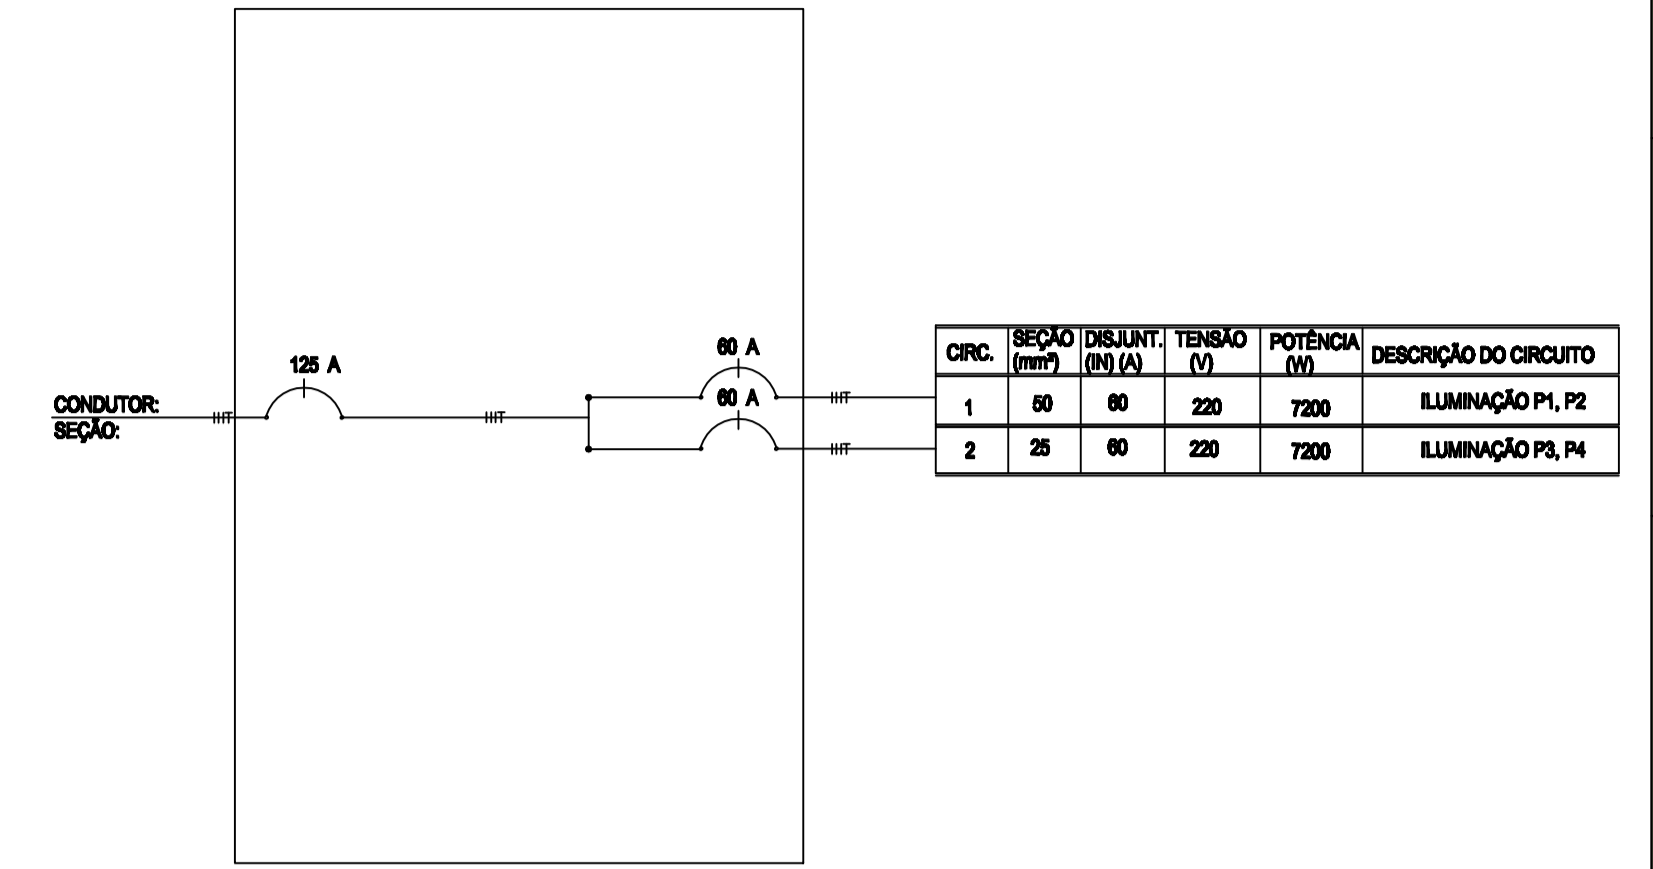 125 A
60 A
60 A
CONDUTOR:
SEÇÃO:
CIRC. SEÇÃO (mm²) DISJUNT. (IN) (A) TENSÃO (V) POTÊNCIA (W) DESCRIÇÃO DO CIRCUITO
1 50 60 220 7200 ILUMINAÇÃO P1, P2
2 25 60 220 7200 ILUMINAÇÃO P3, P4